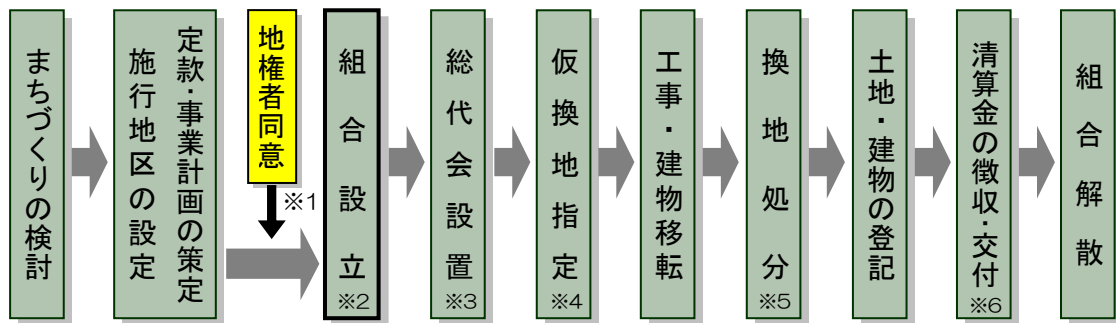 まちづくりの検討
施行地区の設定
定款・事業計画の策定
地権者同意
※1
組合設立
※2
総代会設置
※3
仮換地指定
※4
工事・建物移転
換地処分
※5
土地・建物の登記
清算金の徴収・交付
※6
組合解散